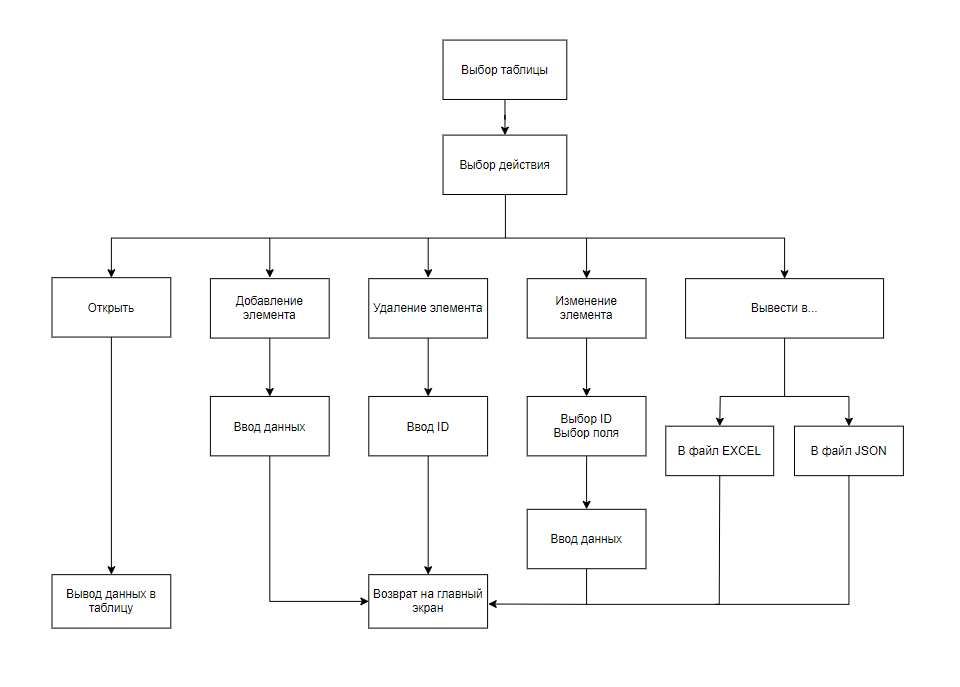 Выбор таблицы
Выбор действия
Открыть
Добавление
элемента
Удаление элемента
Изменение
элемента
Вывести в...
Ввод данных
Ввод ID
Выбор ID
Выбор поля
В файл EXCEL
В файл JSON
Ввод данных
Вывод данных в
таблицу
Возврат на главный
экран